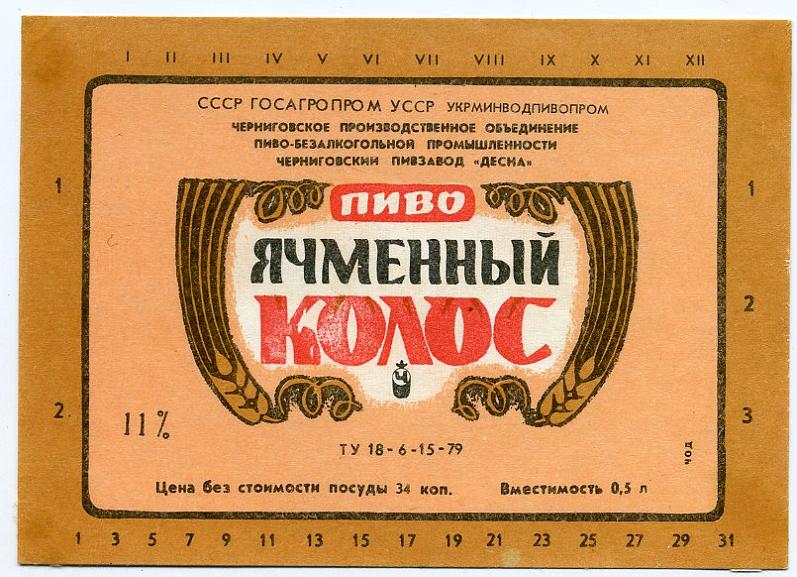 I II III IV V VI VII VIII IX X XI XII
СССР ГОСАГРОПРОМ УССР УКРМИНВОДПИВОПРОМ
ЧЕРНИГОВСКОЕ ПРОИЗВОДСТВЕННОЕ ОБЪЕДИНЕНИЕ
ПИВО-БЕЗАЛКОГОЛЬНОЙ ПРОМЫШЛЕННОСТИ
ЧЕРНИГОВСКИЙ ПИВЗАВОД «ДЕСНА»
1
1
ПИВО
ЯЧМЕННЫЙ
КОЛОС
2
Ч
2
3
11%
ТУ 18-6-15-79
ЧОД
Цена без стоимости посуды 34 коп. Вместимость 0,5 л
1 3 5 7 9 11 13 15 17 19 21 23 25 27 29 31